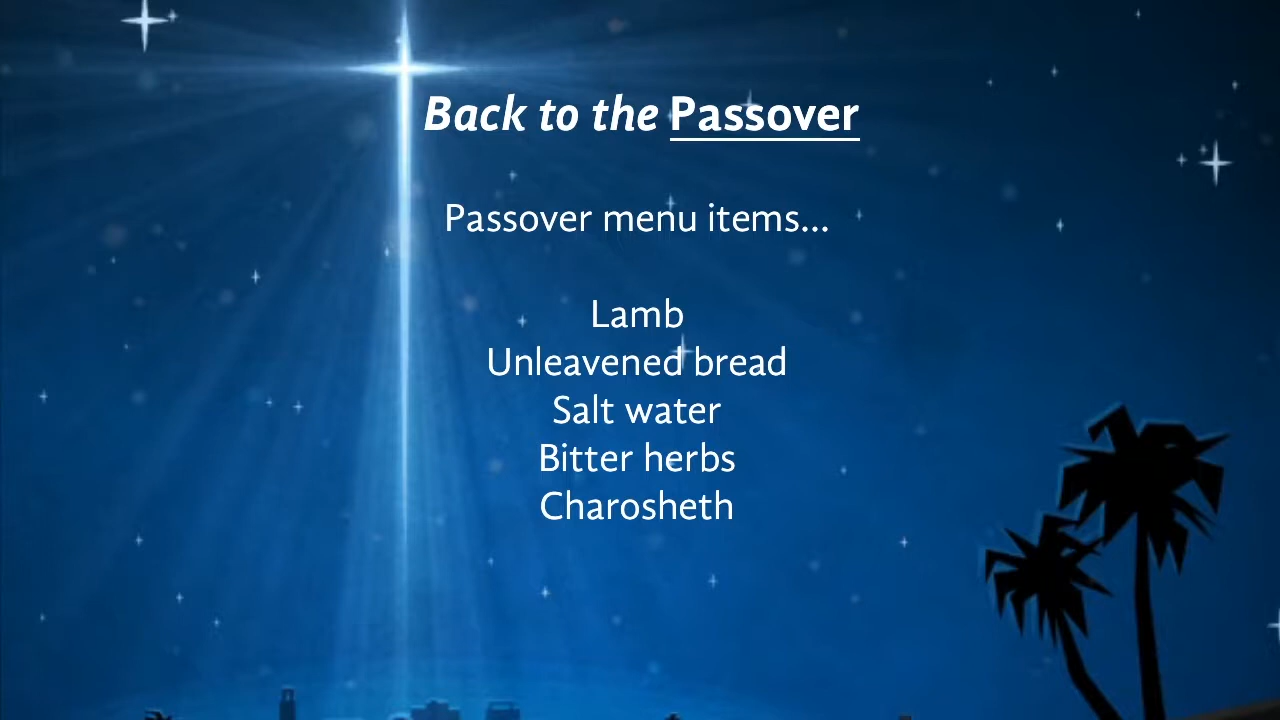 Back to the Passover
Passover menu items...
Lamb
Unleavened bread
Salt water
Bitter herbs
Charosheth